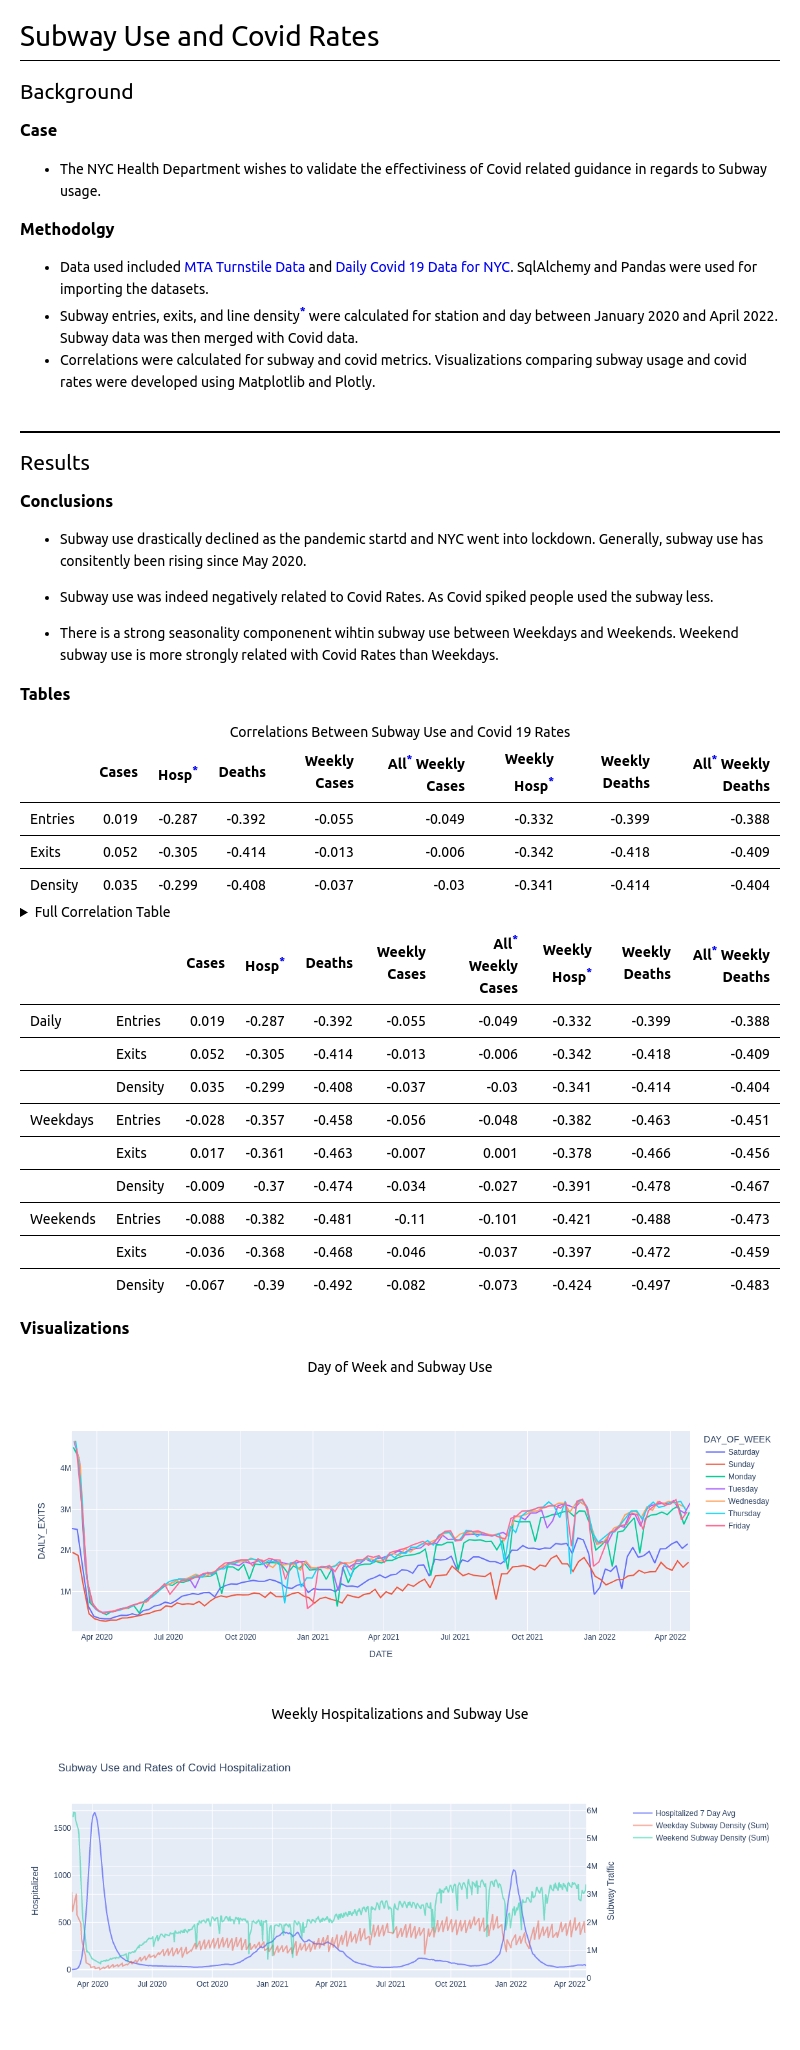 Subway Use and Covid Rates
Background
Case
• The NYC Health Department wishes to validate the effectiviness of Covid related guidance in regards to Subway
usage.
Methodolgy
• Data used included MTA Turnstile Data and Daily Covid 19 Data for NYC. SqlAlchemy and Pandas were used for
importing the datasets.
• Subway entries, exits, and line density* were calculated for station and day between January 2020 and April 2022.
Subway data was then merged with Covid data.
• Correlations were calculated for subway and covid metrics. Visualizations comparing subway usage and covid
rates were developed using Matplotlib and Plotly.
Results
Conclusions
• Subway use drastically declined as the pandemic startd and NYC went into lockdown. Generally, subway use has
consitently been rising since May 2020.
• Subway use was indeed negatively related to Covid Rates. As Covid spiked people used the subway less.
• There is a strong seasonality componenent wihtin subway use between Weekdays and Weekends. Weekend
subway use is more strongly related with Covid Rates than Weekdays.
Tables
Correlations Between Subway Use and Covid 19 Rates
Cases Hosp* Deaths Weekly Cases All* Weekly Cases Weekly Hosp* Weekly Deaths All* Weekly Deaths
Entries 0.019 -0.287 -0.392 -0.055 -0.049 -0.332 -0.399 -0.388
Exits 0.052 -0.305 -0.414 -0.013 -0.006 -0.342 -0.418 -0.409
Density 0.035 -0.299 -0.408 -0.037 -0.03 -0.341 -0.414 -0.404
▶ Full Correlation Table
Cases Hosp* Deaths Weekly Cases All* Weekly Cases Weekly Hosp* Weekly Deaths All* Weekly Deaths
Daily Entries 0.019 -0.287 -0.392 -0.055 -0.049 -0.332 -0.399 -0.388
Exits 0.052 -0.305 -0.414 -0.013 -0.006 -0.342 -0.418 -0.409
Density 0.035 -0.299 -0.408 -0.037 -0.03 -0.341 -0.414 -0.404
Weekdays Entries -0.028 -0.357 -0.458 -0.056 -0.048 -0.382 -0.463 -0.451
Exits 0.017 -0.361 -0.463 -0.007 0.001 -0.378 -0.466 -0.456
Density -0.009 -0.37 -0.474 -0.034 -0.027 -0.391 -0.478 -0.467
Weekends Entries -0.088 -0.382 -0.481 -0.11 -0.101 -0.421 -0.488 -0.473
Exits -0.036 -0.368 -0.468 -0.046 -0.037 -0.397 -0.472 -0.459
Density -0.067 -0.39 -0.492 -0.082 -0.073 -0.424 -0.497 -0.483
Visualizations
Day of Week and Subway Use
DAY_OF_WEEK
Saturday
Sunday
Monday
Tuesday
Wednesday
Thursday
Friday
DAILY_EXITS
4M
3M
2M
1M
Apr 2020 Jul 2020 Oct 2020 Jan 2021 Apr 2021 Jul 2021 Oct 2021 Jan 2022 Apr 2022
DATE
Weekly Hospitalizations and Subway Use
Subway Use and Rates of Covid Hospitalization
Hospitalized 7 Day Avg
Weekday Subway Density (Sum)
Weekend Subway Density (Sum)
Hospitalized
1500
1000
500
0
6M
5M
4M
3M
2M
1M
0
Subway Traffic
Apr 2020 Jul 2020 Oct 2020 Jan 2021 Apr 2021 Jul 2021 Oct 2021 Jan 2022 Apr 2022